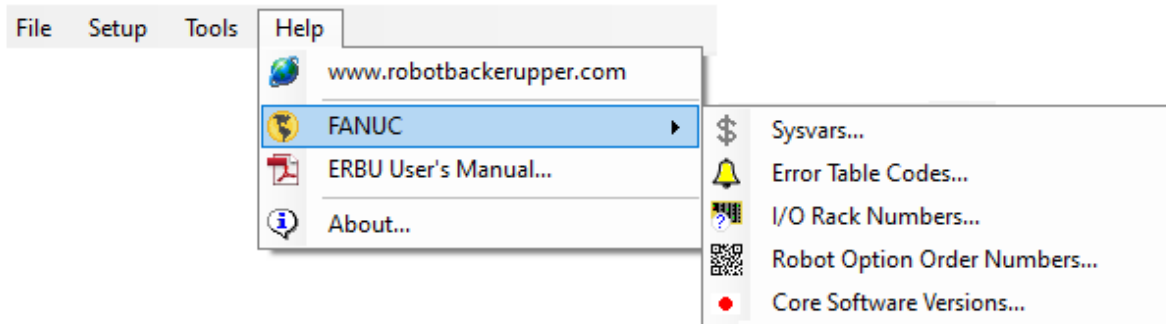 File Setup Tools Help
www.robotbackerupper.com
FANUC
ERBU User's Manual...
About...
Sysvars...
Error Table Codes...
I/O Rack Numbers...
Robot Option Order Numbers...
Core Software Versions...